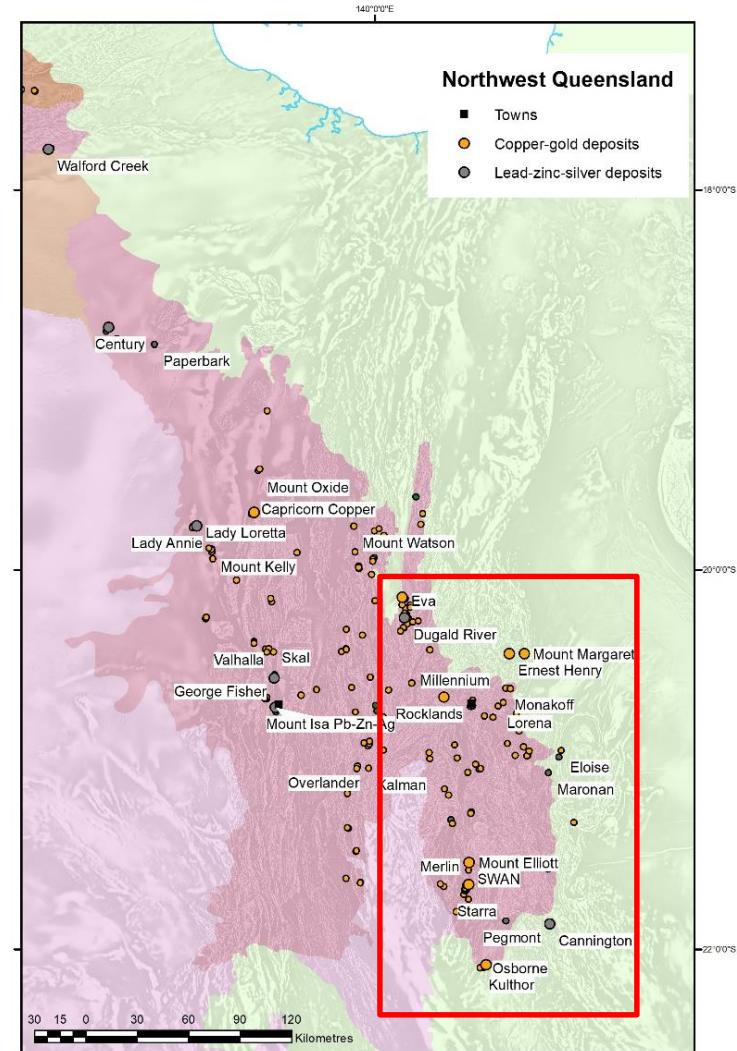 140°0'0"E
Northwest Queensland
Towns
Copper-gold deposits
Lead-zinc-silver deposits
Walford Creek
18°0'0"S
Century
Paperbark
Mount Oxide
Capricorn Copper
Lady Loretta
Lady Annie
Mount Watson
Mount Kelly
20°0'0"S
Eva
Dugald River
Mount Margaret
Ernest Henry
Valhalla
Skal
Millennium
George Fisher
Monakoff
Rocklands
Lorena
Mount Isa Pb-Zn-Ag
Eloise
Overlander
Kalman
Maronan
Merlin
Mount Elliott
SWAN
Starra
Pegmont
Cannington
22°0'0"S
Osborne
Kulthor
30 15 0 30 60 90 120
Kilometres